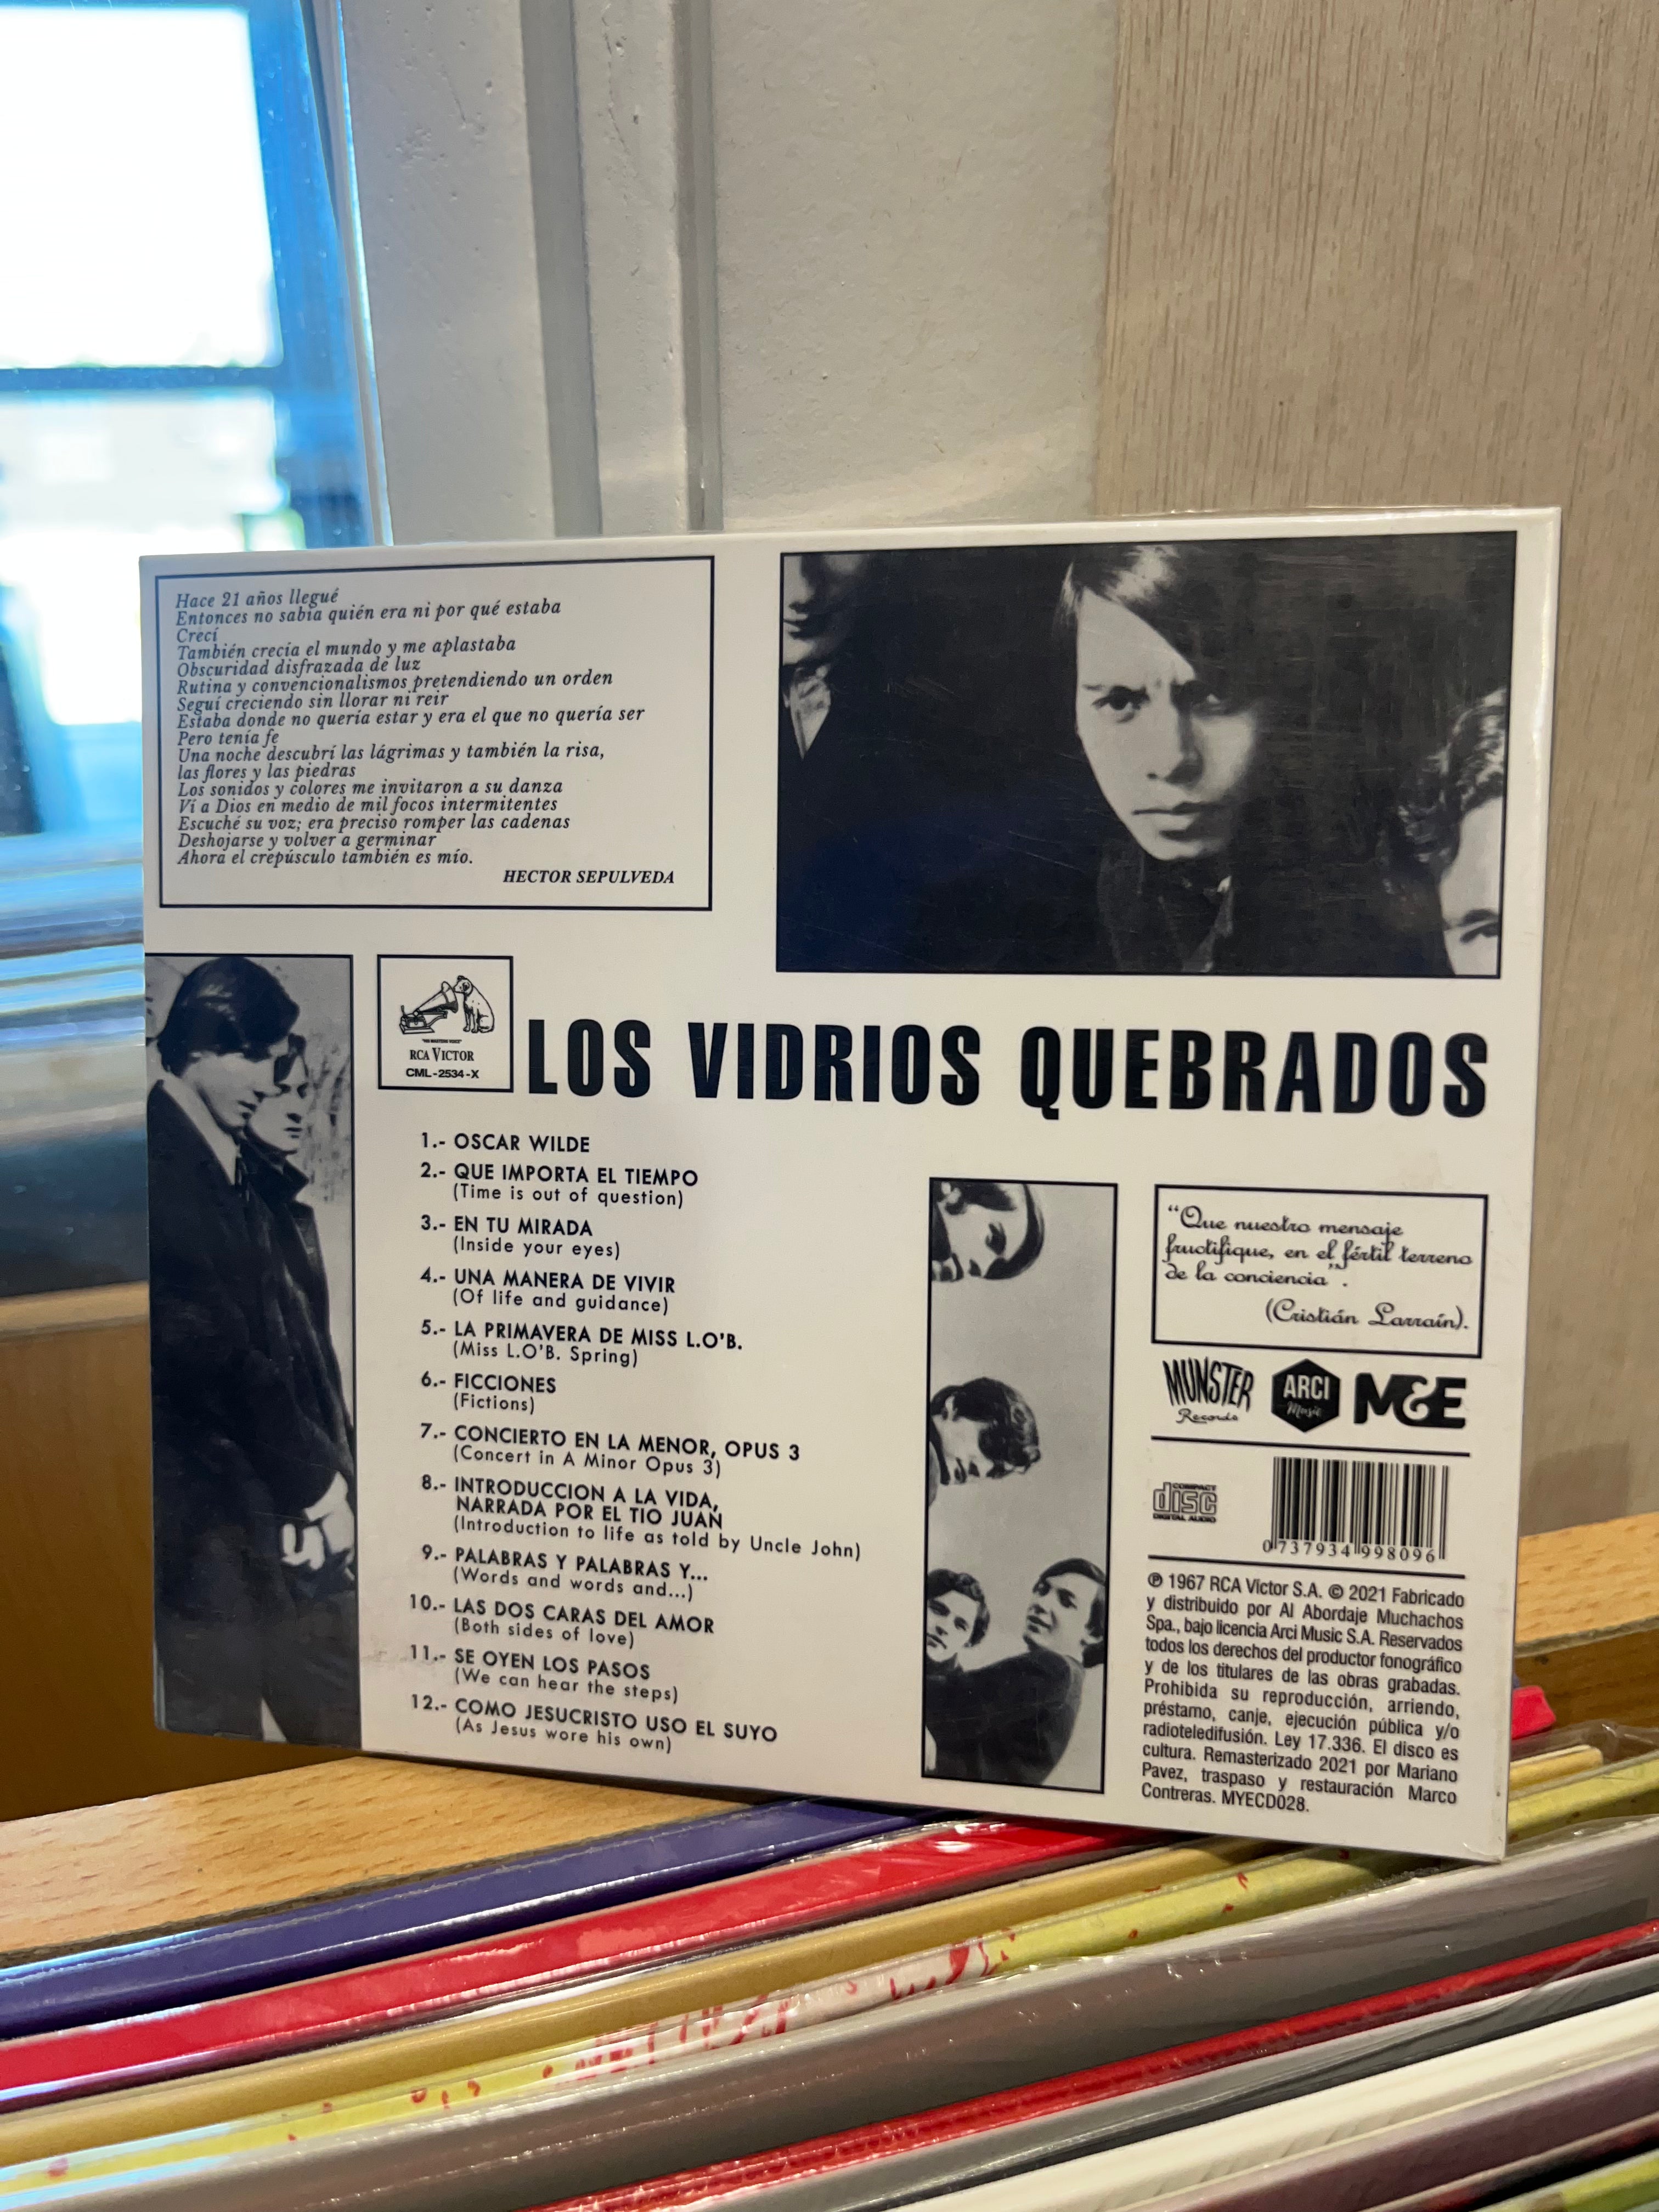 Hace 21 años llegué
Entonces no sabía quién era ni por qué estaba
Crecí
También crecía el mundo y me aplastaba
Obscuridad disfrazada de luz
Rutina y convencionalismos pretendiendo un orden
Seguí creciendo sin llorar ni reir
Estaba donde no quería estar y era el que no quería ser
Pero tenía fe
Una noche descubrí las lágrimas y también la risa,
las flores y las piedras
Los sonidos y colores me invitaron a su danza
Ví a Dios en medio de mil focos intermitentes
Escuché su voz; era preciso romper las cadenas
Deshojarse y volver a germinar
Ahora el crepúsculo también es mío.
HECTOR SEPULVEDA
"HIS MASTERS VOICE"
RCA VICTOR
CML-2534-X
LOS VIDRIOS QUEBRADOS
1.- OSCAR WILDE
2.- QUE IMPORTA EL TIEMPO
(Time is out of question)
3.- EN TU MIRADA
(Inside your eyes)
4.- UNA MANERA DE VIVIR
(Of life and guidance)
5.- LA PRIMAVERA DE MISS L.O'B.
(Miss L.O'B. Spring)
6.- FICCIONES
(Fictions)
7.- CONCIERTO EN LA MENOR, OPUS 3
(Concert in A Minor Opus 3)
8.- INTRODUCCION A LA VIDA,
NARRADA POR EL TIO JUAN
(Introduction to life as told by Uncle John)
9.- PALABRAS Y PALABRAS Y...
(Words and words and...)
10.- LAS DOS CARAS DEL AMOR
(Both sides of love)
11.- SE OYEN LOS PASOS
(We can hear the steps)
12.- COMO JESUCRISTO USO EL SUYO
(As Jesus wore his own)
"Que nuestro mensaje
fructifique, en el fértil terreno
de la conciencia".
(Cristián Larraín).
MUNSTER
Records
ARCI
Music
M&E
COMPACT
disc
DIGITAL AUDIO
0 737934 998096
℗ 1967 RCA Victor S.A. © 2021 Fabricado
y distribuido por Al Abordaje Muchachos
Spa., bajo licencia Arci Music S.A. Reservados
todos los derechos del productor fonográfico
y de los titulares de las obras grabadas.
Prohibida su reproducción, arriendo,
préstamo, canje, ejecución pública y/o
radioteledifusión. Ley 17.336. El disco es
cultura. Remasterizado 2021 por Mariano
Pavez, traspaso y restauración Marco
Contreras. MYECD028.